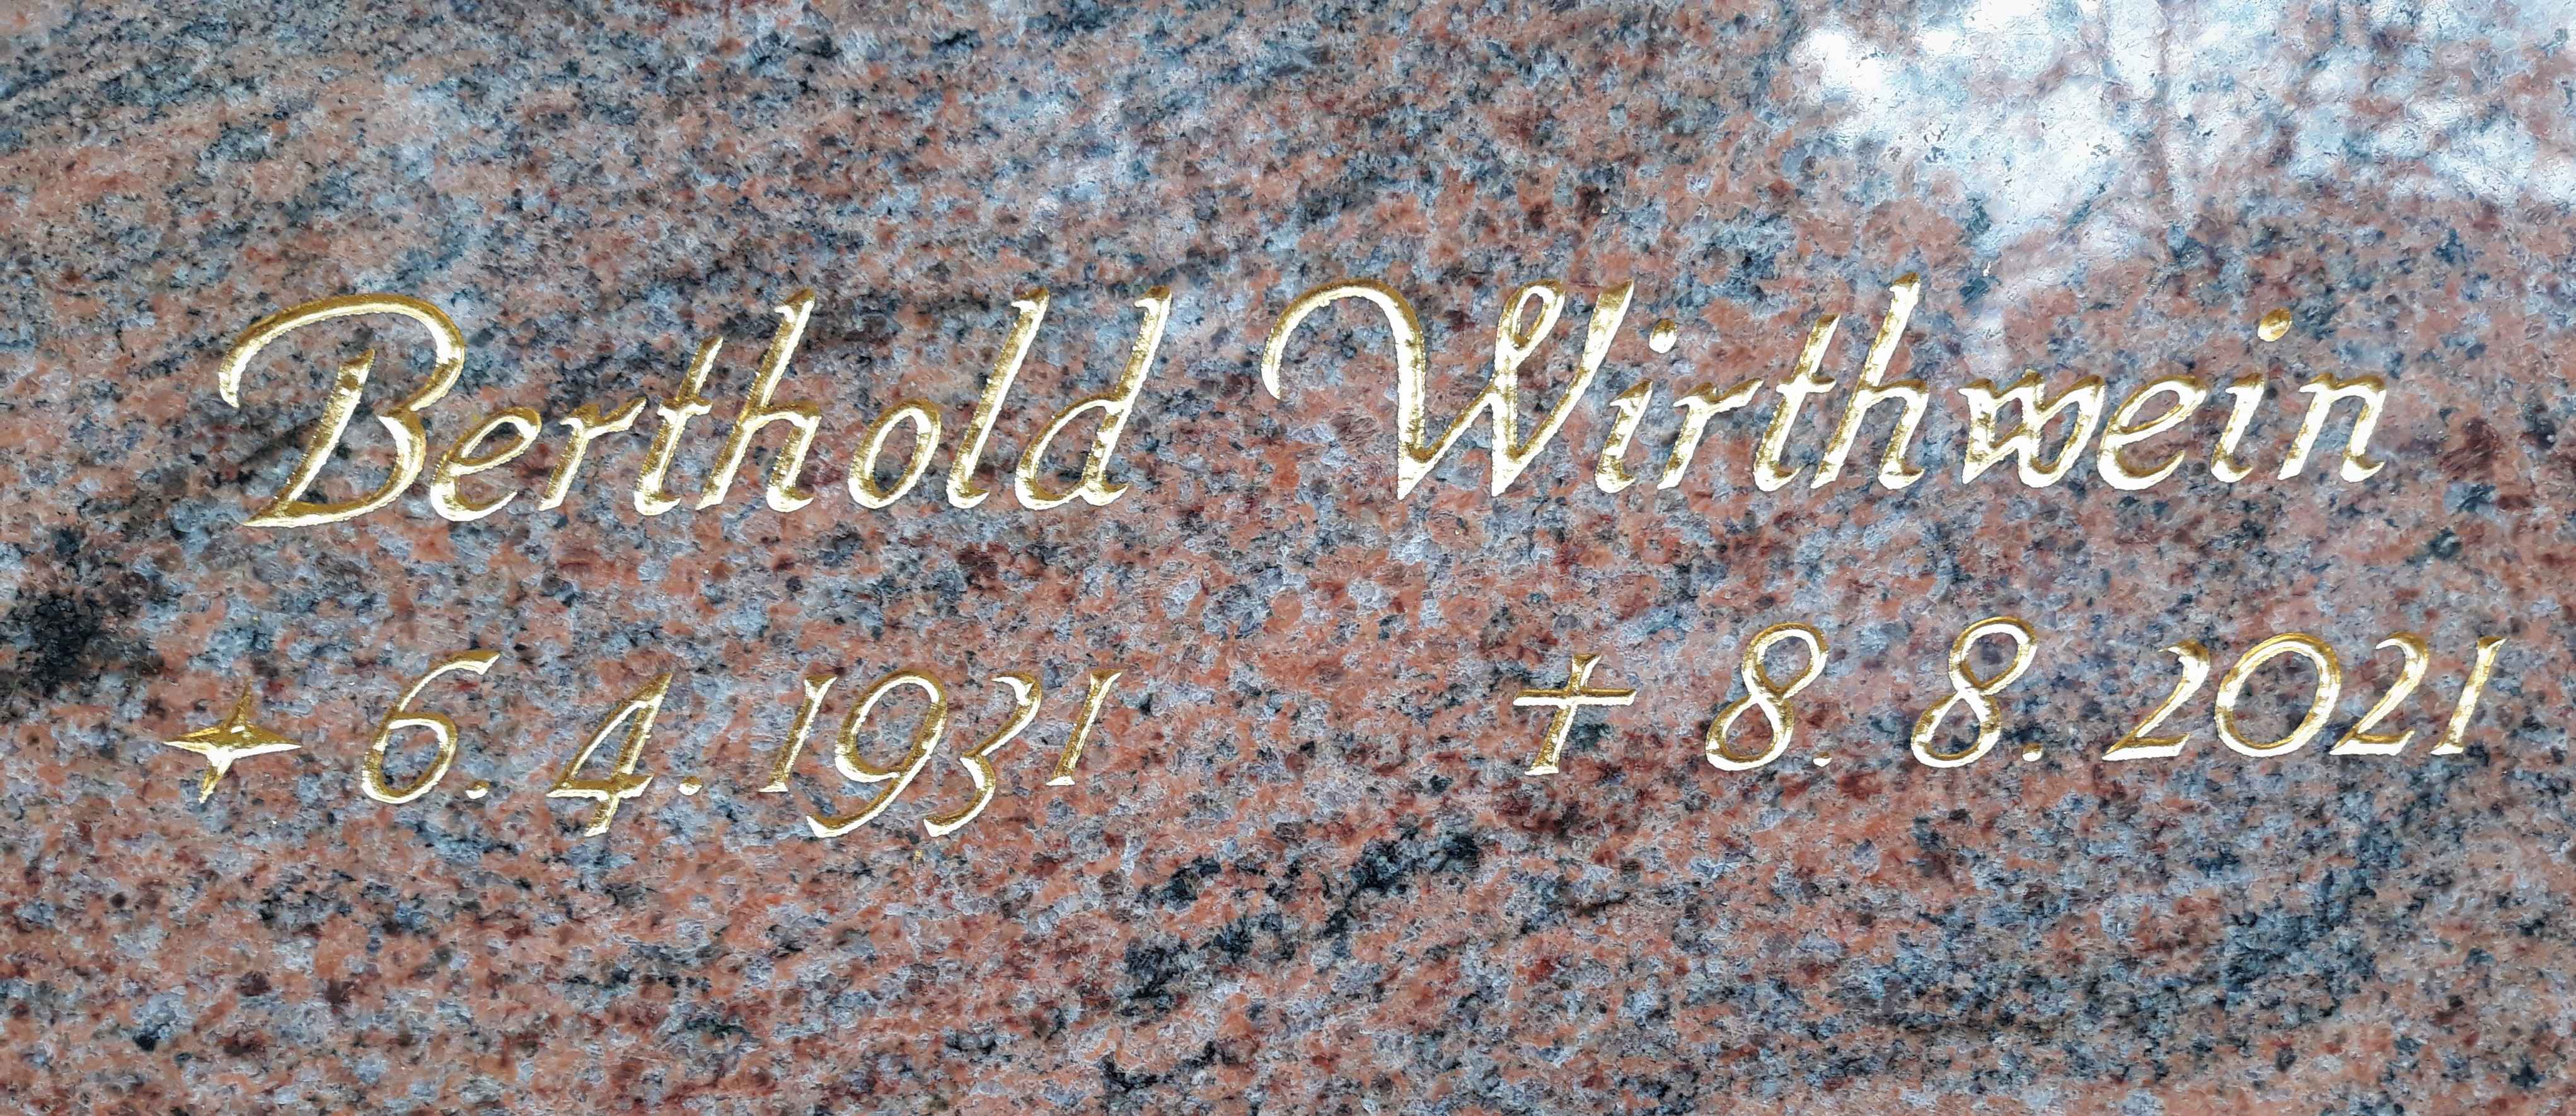 Berthold Wirthwein
✦ 6. 4. 1931 † 8. 8. 2021